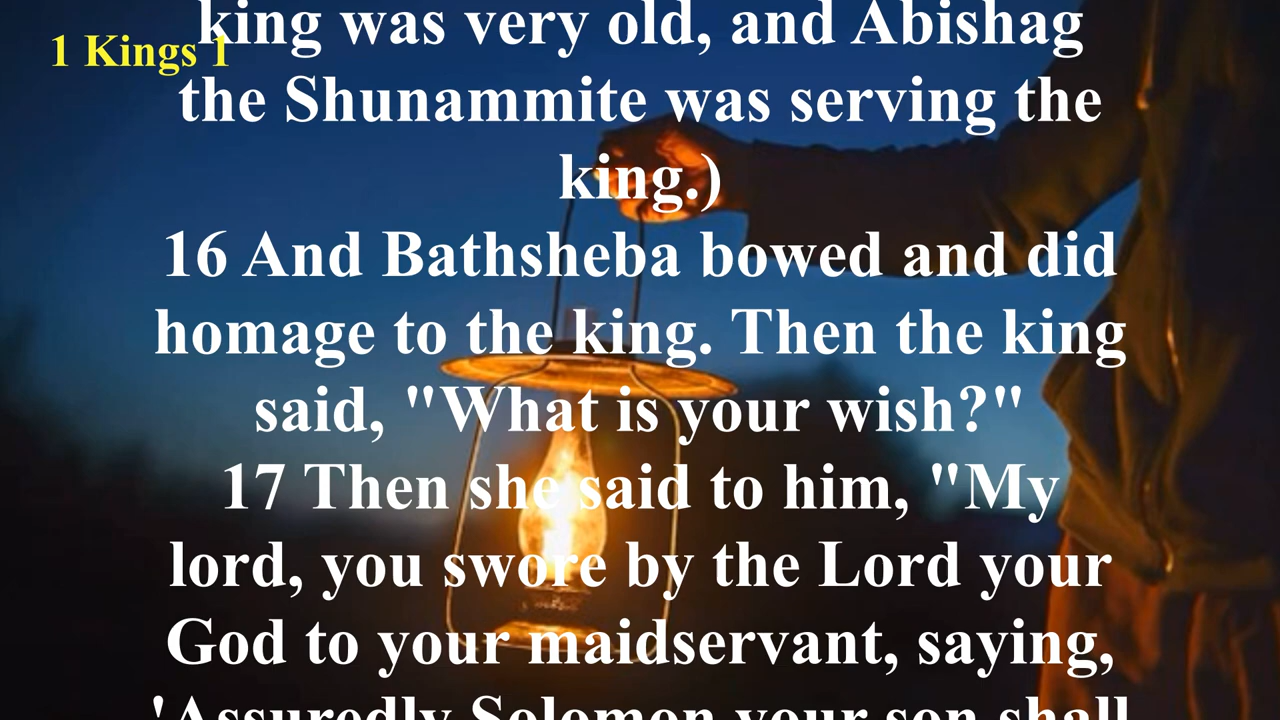 1 Kings 1
king was very old, and Abishag
the Shunammite was serving the
king.)
16 And Bathsheba bowed and did
homage to the king. Then the king
said, "What is your wish?"
17 Then she said to him, "My
lord, you swore by the Lord your
God to your maidservant, saying,
'Assuredly Solomon your son shall